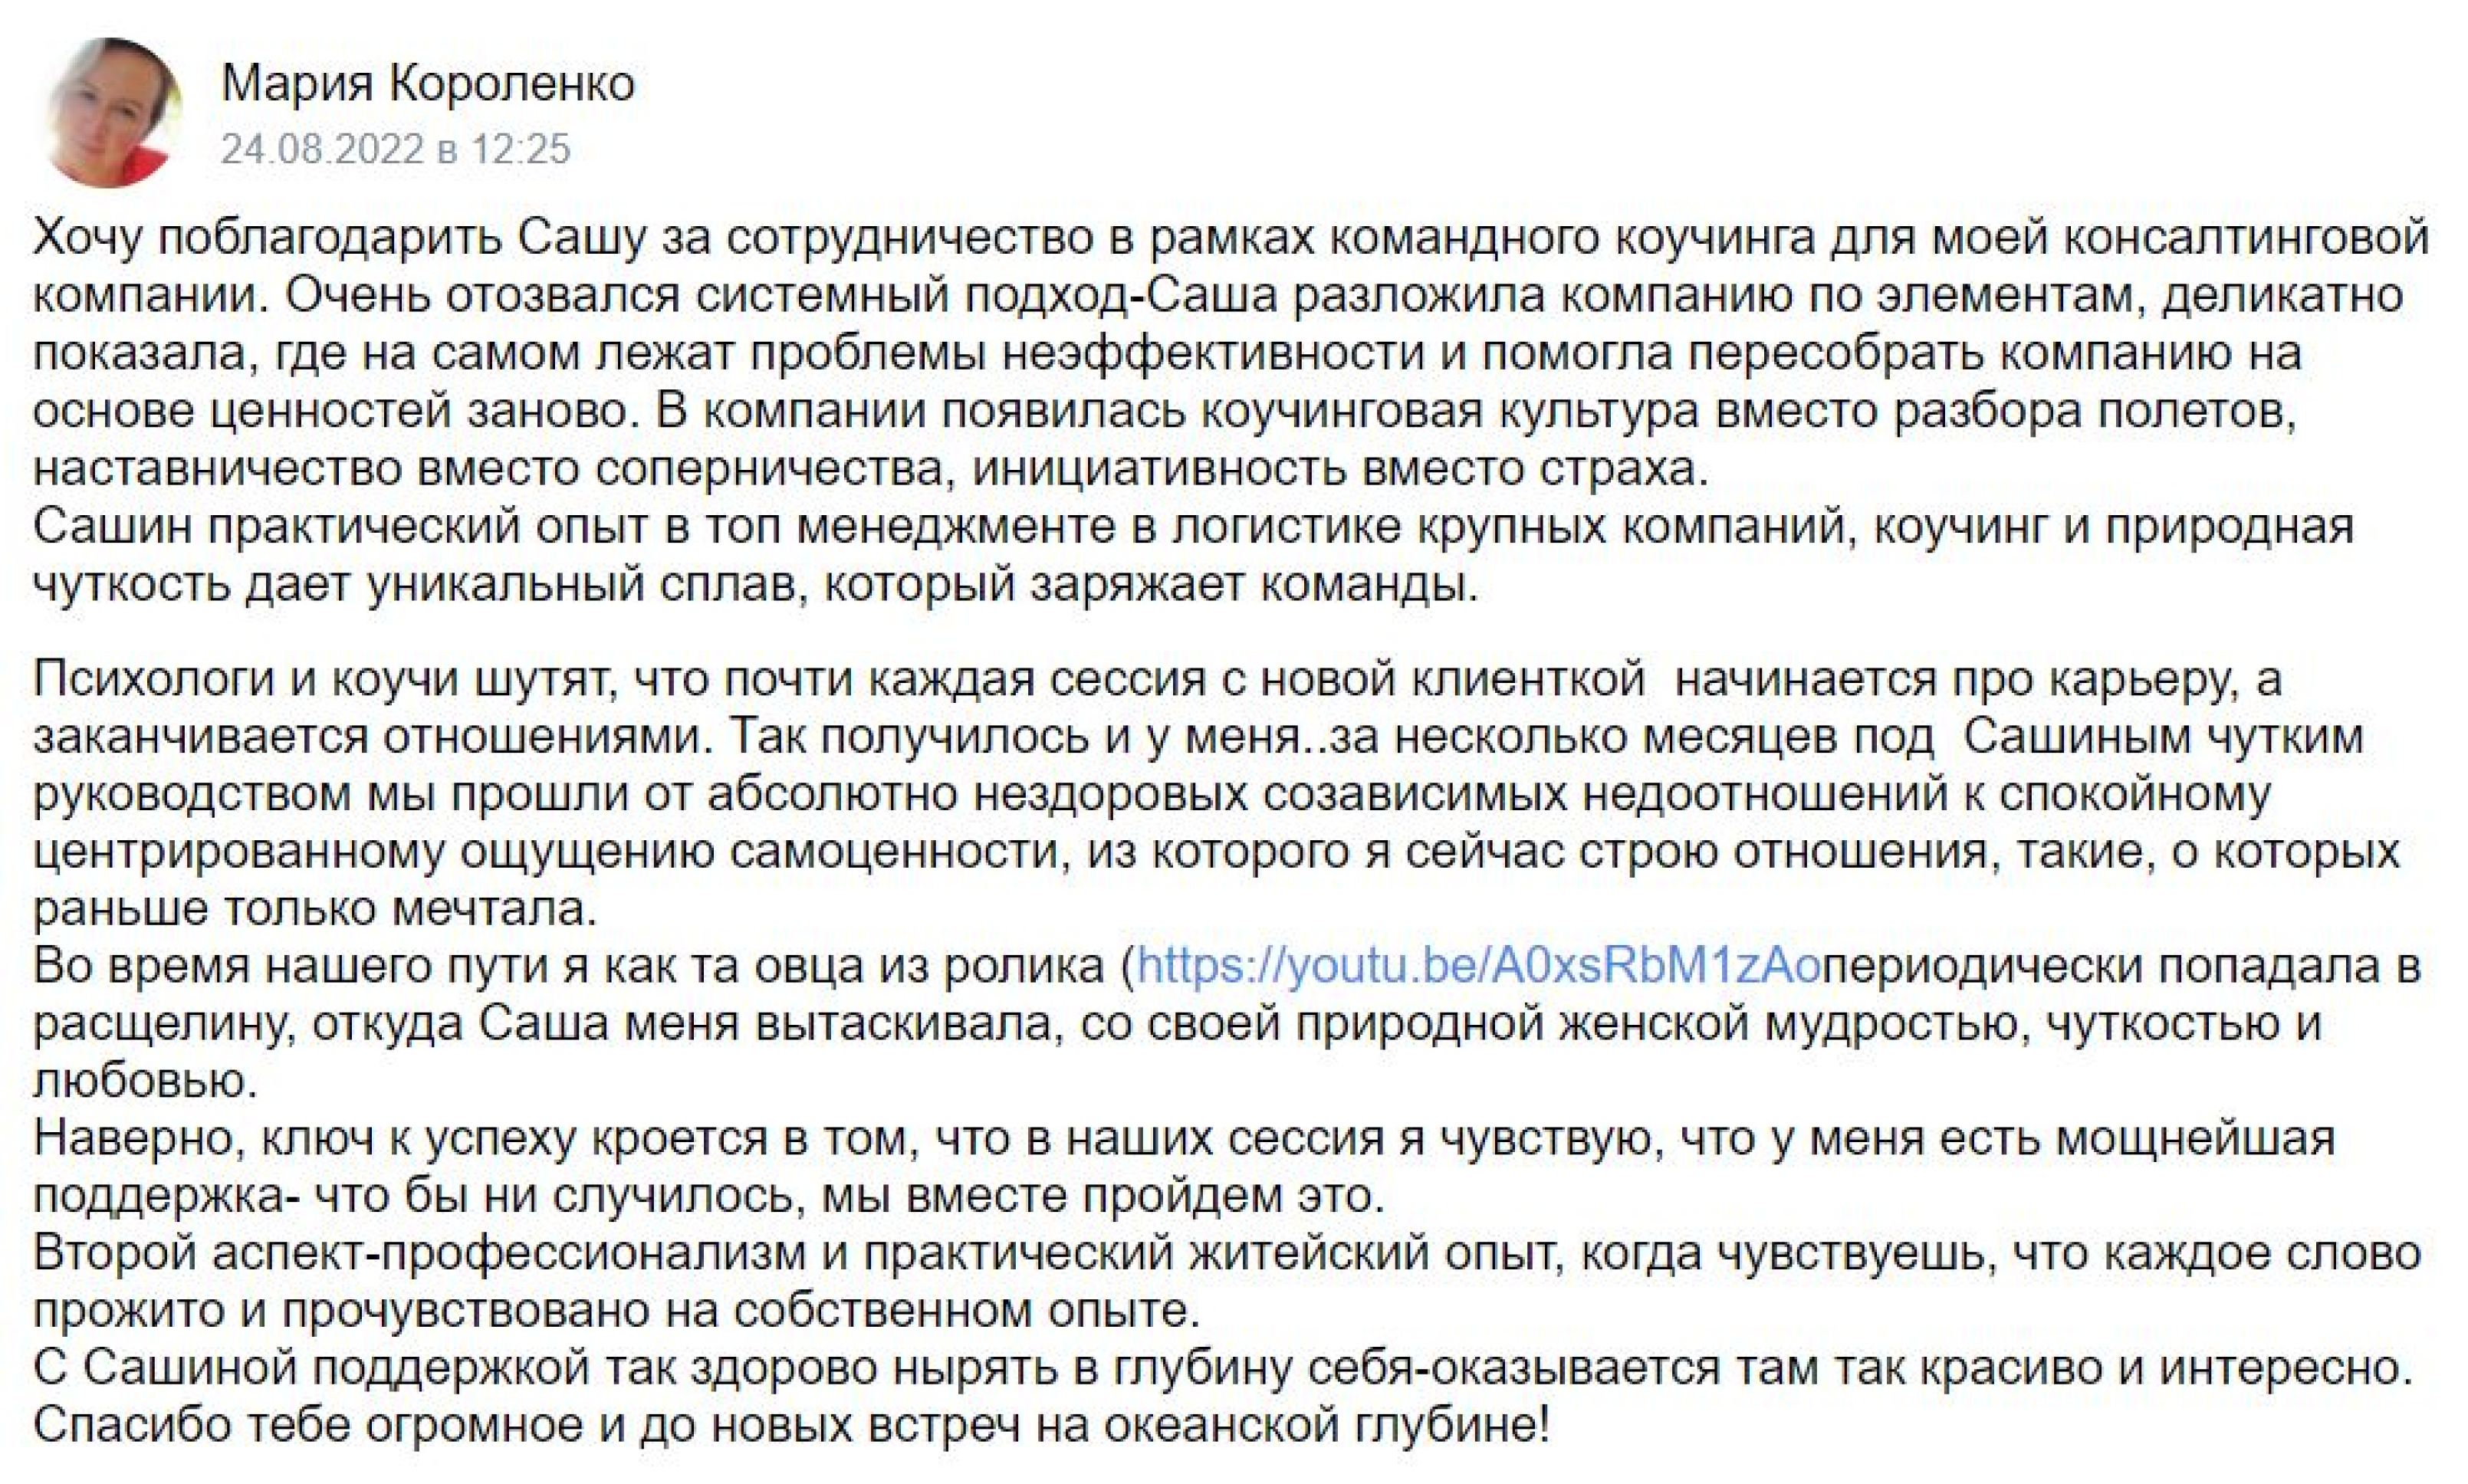 Мария Короленко
24.08.2022 в 12:25
Хочу поблагодарить Сашу за сотрудничество в рамках командного коучинга для моей консалтинговой
компании. Очень отозвался системный подход-Саша разложила компанию по элементам, деликатно
показала, где на самом лежат проблемы неэффективности и помогла пересобрать компанию на
основе ценностей заново. В компании появилась коучинговая культура вместо разбора полетов,
наставничество вместо соперничества, инициативность вместо страха.
Сашин практический опыт в топ менеджменте в логистике крупных компаний, коучинг и природная
чуткость дает уникальный сплав, который заряжает команды.
Психологи и коучи шутят, что почти каждая сессия с новой клиенткой  начинается про карьеру, а
заканчивается отношениями. Так получилось и у меня..за несколько месяцев под  Сашиным чутким
руководством мы прошли от абсолютно нездоровых созависимых недоотношений к спокойному
центрированному ощущению самоценности, из которого я сейчас строю отношения, такие, о которых
раньше только мечтала.
Во время нашего пути я как та овца из ролика (https://youtu.be/A0xsRbM1zAoпериодически попадала в
расщелину, откуда Саша меня вытаскивала, со своей природной женской мудростью, чуткостью и
любовью.
Наверно, ключ к успеху кроется в том, что в наших сессия я чувствую, что у меня есть мощнейшая
поддержка- что бы ни случилось, мы вместе пройдем это.
Второй аспект-профессионализм и практический житейский опыт, когда чувствуешь, что каждое слово
прожито и прочувствовано на собственном опыте.
С Сашиной поддержкой так здорово нырять в глубину себя-оказывается там так красиво и интересно.
Спасибо тебе огромное и до новых встреч на океанской глубине!